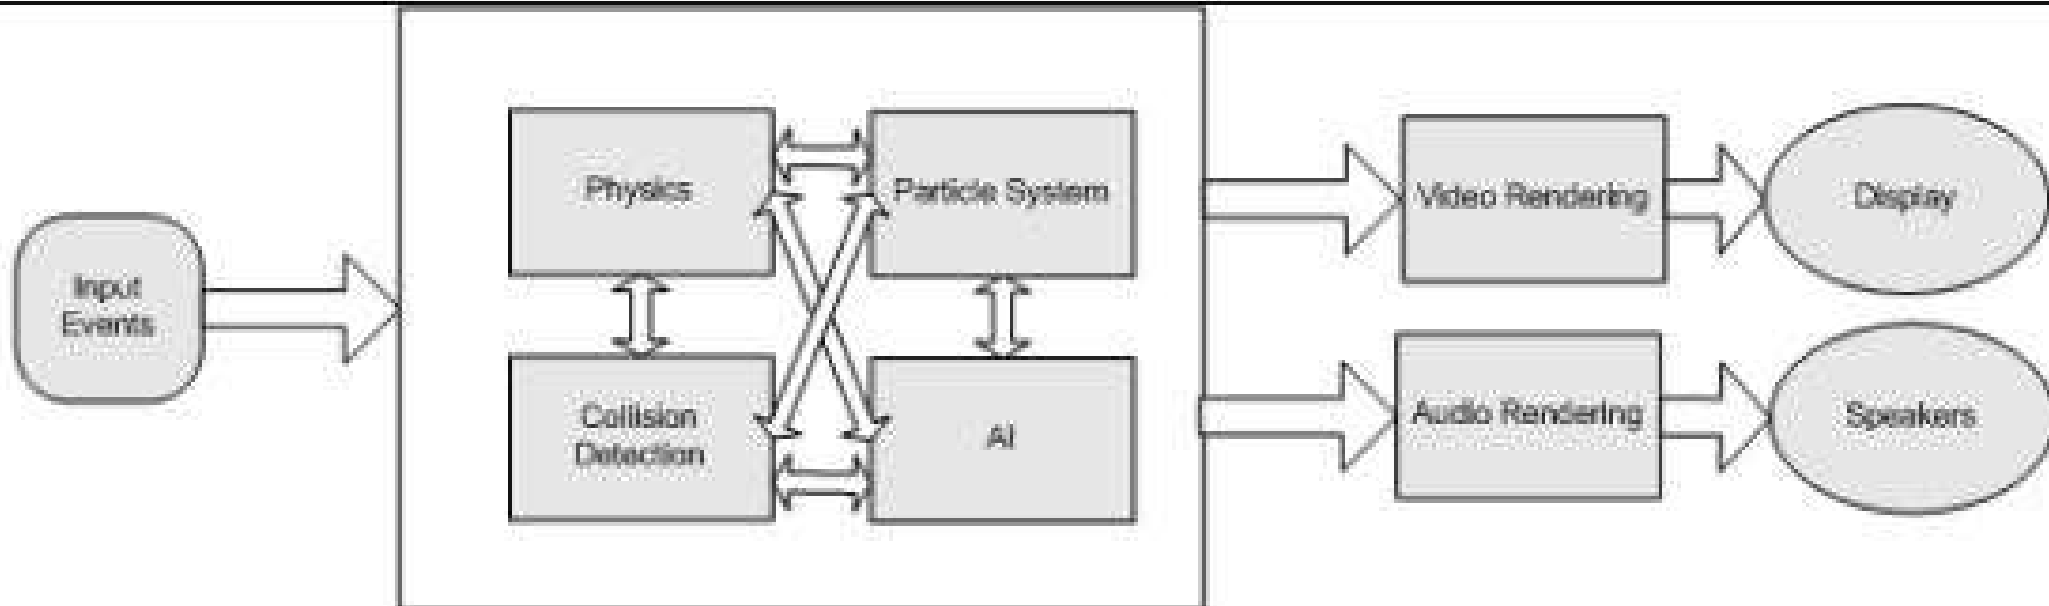 Input
Events
Physics
Particle System
Collision
Detection
AI
Video Rendering
Display
Audio Rendering
Speakers